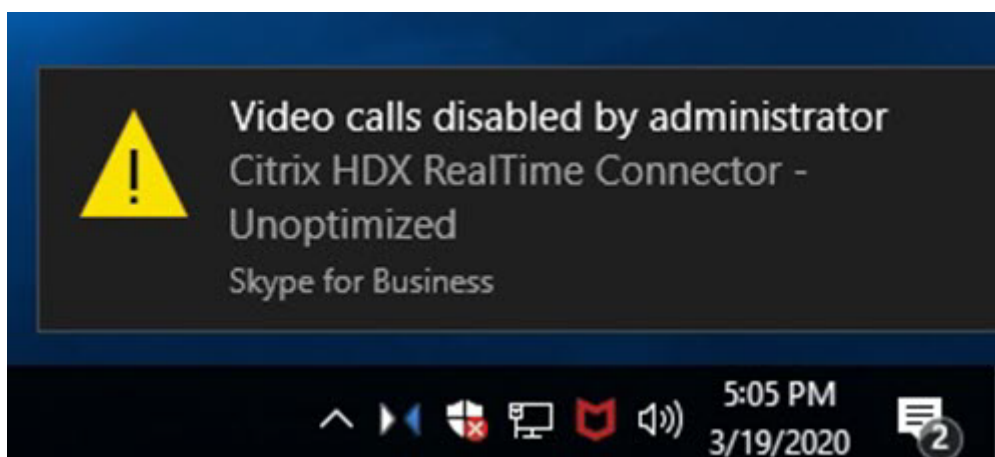 Video calls disabled by administrator
Citrix HDX RealTime Connector -
Unoptimized
Skype for Business
5:05 PM
3/19/2020
2